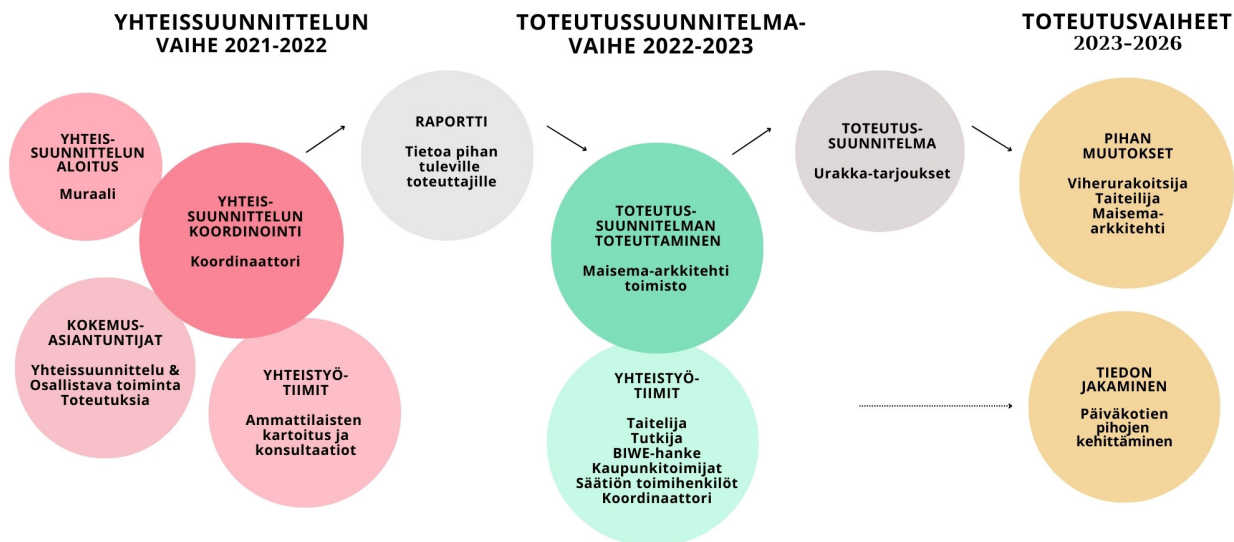 YHTEISSUUNNITTELUN
VAIHE 2021-2022
YHTEIS-
SUUNNITTELUN
ALOITUS
Muraali
YHTEIS-
SUUNNITTELUN
KOORDINOINTI
Koordinaattori
KOKEMUS-
ASIANTUNTIJAT
Yhteissuunnittelu &
Osallistava toiminta
Toteutuksia
YHTEISTYÖ-
TIIMIT
Ammattilaisten
kartoitus ja
konsultaatiot
RAPORTTI
Tietoa pihan
tuleville
toteuttajille
TOTEUTUSSUUNNITELMA-
VAIHE 2022-2023
TOTEUTUS-
SUUNNITELMAN
TOTEUTTAMINEN
Maisema-arkkitehti
toimisto
YHTEISTYÖ-
TIIMIT
Taitelija
Tutkija
BIWE-hanke
Kaupunkitoimijat
Säätiön toimihenkilöt
Koordinaattori
TOTEUTUS-
SUUNNITELMA
Urakka-tarjoukset
TOTEUTUSVAIHEET
2023-2026
PIHAN
MUUTOKSET
Viherurakoitsija
Taiteilija
Maisema-
arkkitehti
TIEDON
JAKAMINEN
Päiväkotien
pihojen
kehittäminen